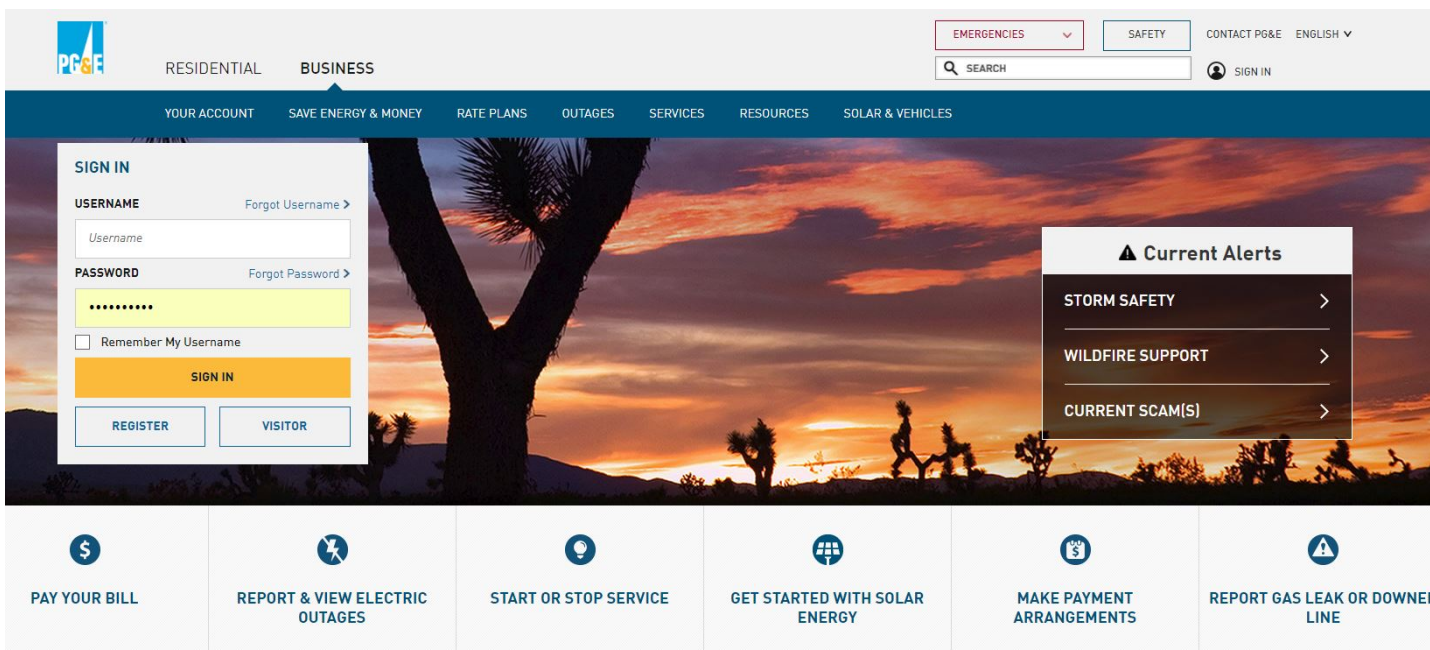 PG&E
RESIDENTIAL BUSINESS
EMERGENCIES SAFETY CONTACT PG&E ENGLISH
SEARCH SIGN IN
YOUR ACCOUNT SAVE ENERGY & MONEY RATE PLANS OUTAGES SERVICES RESOURCES SOLAR & VEHICLES
SIGN IN
USERNAME Forgot Username >
Username
PASSWORD Forgot Password >
••••••••••
Remember My Username
SIGN IN
REGISTER VISITOR
Current Alerts
STORM SAFETY
WILDFIRE SUPPORT
CURRENT SCAM(S)
PAY YOUR BILL
REPORT & VIEW ELECTRIC
OUTAGES
START OR STOP SERVICE
GET STARTED WITH SOLAR
ENERGY
MAKE PAYMENT
ARRANGEMENTS
REPORT GAS LEAK OR DOWNE
LINE